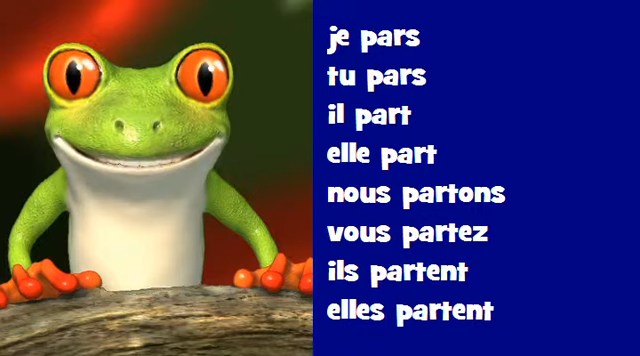 je pars
tu pars
il part
elle part
nous partons
vous partez
ils partent
elles partent